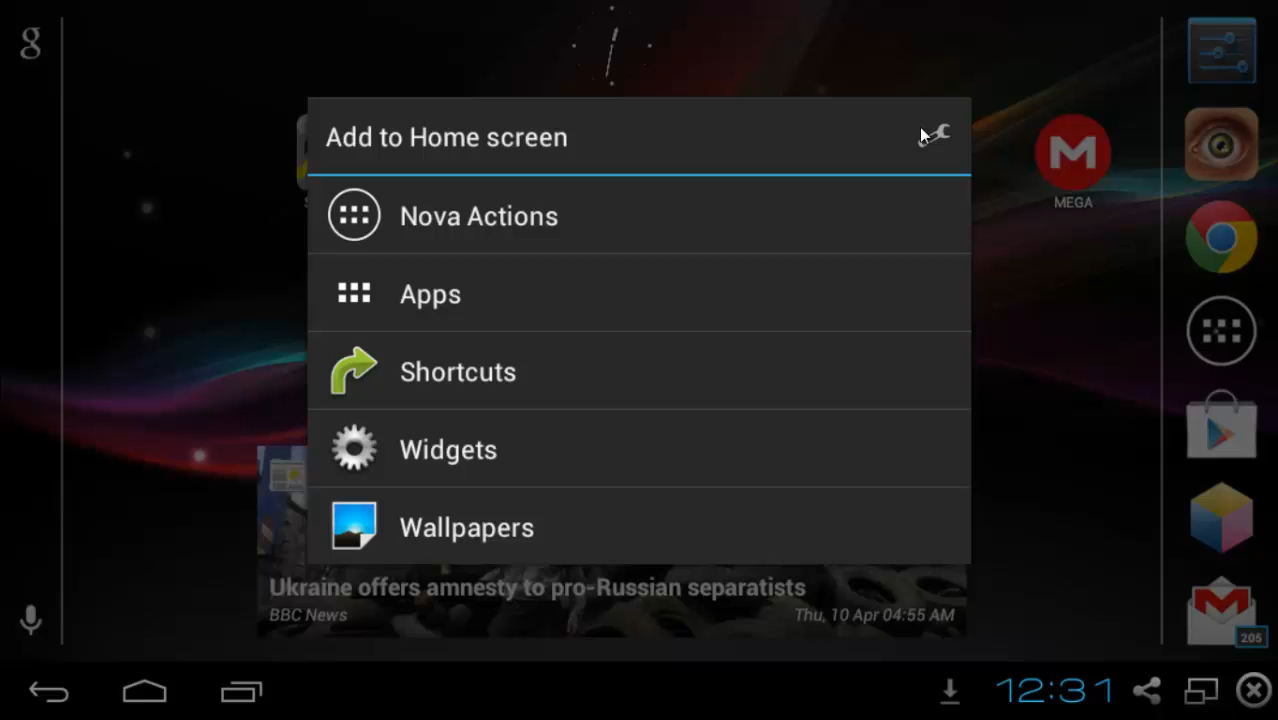 g
Add to Home screen
MEGA
Nova Actions
Apps
Shortcuts
Widgets
Wallpapers
Ukraine offers amnesty to pro-Russian separatists
BBC News
Thu, 10 Apr 04:55 AM
205
12:31